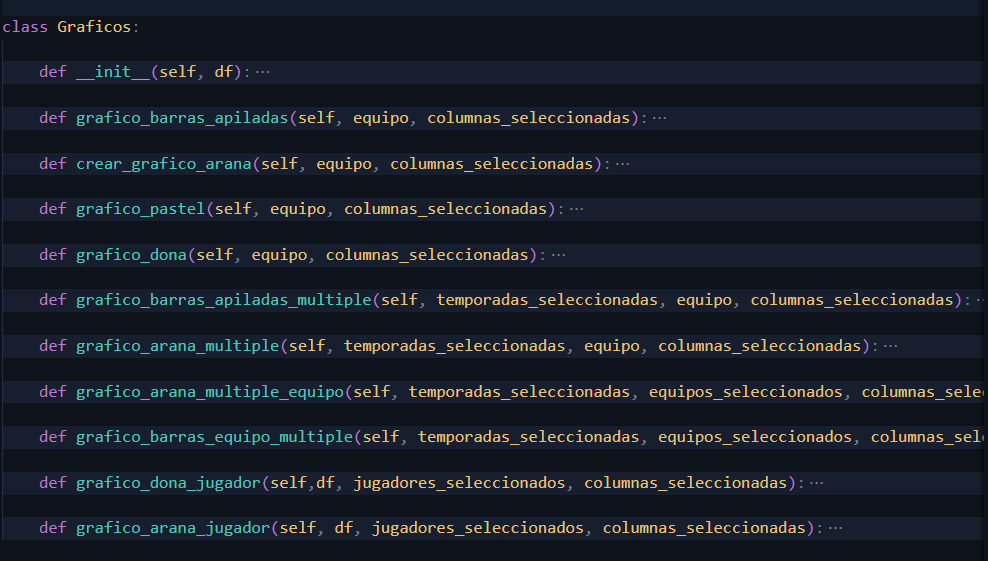 class Graficos:
def __init__(self, df): ...
def grafico_barras_apiladas(self, equipo, columnas_seleccionadas): ...
def crear_grafico_arana(self, equipo, columnas_seleccionadas): ...
def grafico_pastel(self, equipo, columnas_seleccionadas): ...
def grafico_dona(self, equipo, columnas_seleccionadas): ...
def grafico_barras_apiladas_multiple(self, temporadas_seleccionadas, equipo, columnas_seleccionadas): ..
def grafico_arana_multiple(self, temporadas_seleccionadas, equipo, columnas_seleccionadas): ...
def grafico_arana_multiple_equipo(self, temporadas_seleccionadas, equipos_seleccionados, columnas_sele
def grafico_barras_equipo_multiple(self, temporadas_seleccionadas, equipos_seleccionados, columnas_sel
def grafico_dona_jugador(self,df, jugadores_seleccionados, columnas_seleccionadas): ...
def grafico_arana_jugador(self, df, jugadores_seleccionados, columnas_seleccionadas): ...